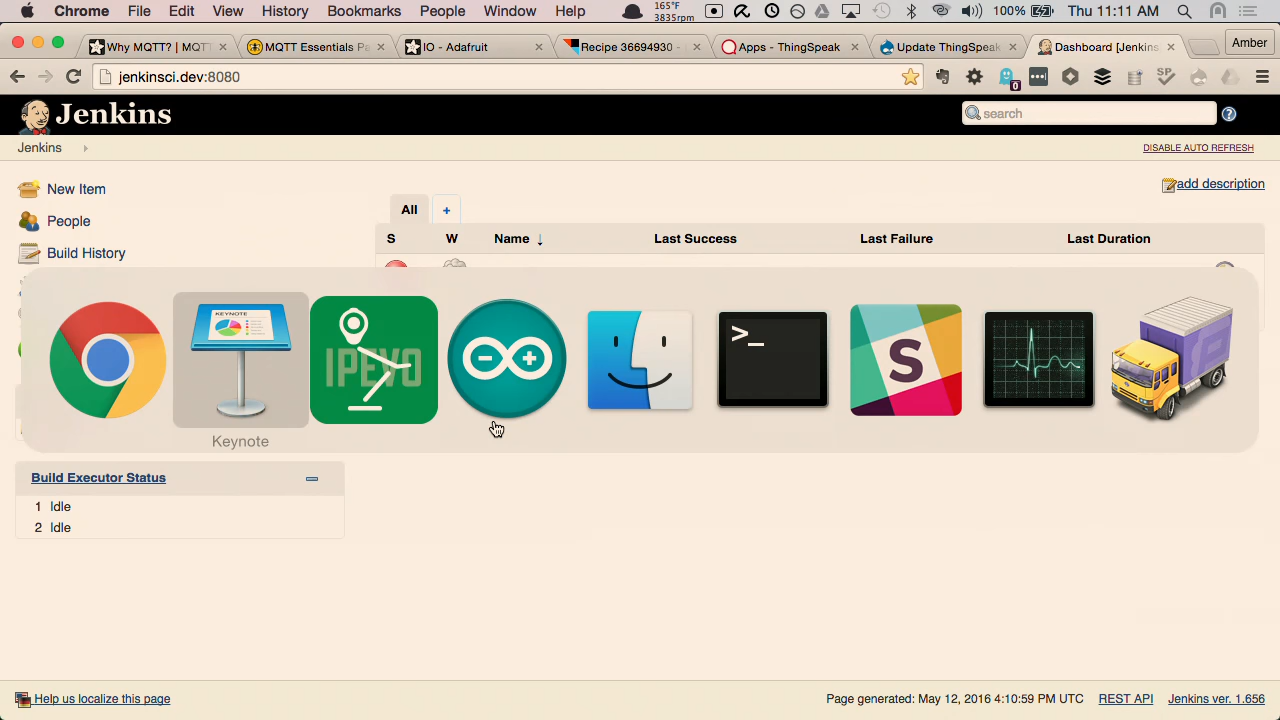 Chrome File Edit View History Bookmarks People Window Help 165°F 3835rpm 100% Thu 11:11 AM
Why MQTT? | MQT
MQTT Essentials Pa
IO - Adafruit
Recipe 36694930 -
Apps - ThingSpeak
Update ThingSpeak
Dashboard [Jenkins
Amber
jenkinsci.dev:8080
0
SP
Jenkins
search
Jenkins
DISABLE AUTO REFRESH
New Item
People
Build History
add description
All +
S W Name ↓ Last Success Last Failure Last Duration
KEYNOTE
IPEVO
>_
S
Keynote
Build Executor Status
1 Idle
2 Idle
Help us localize this page
Page generated: May 12, 2016 4:10:59 PM UTC REST API Jenkins ver. 1.656